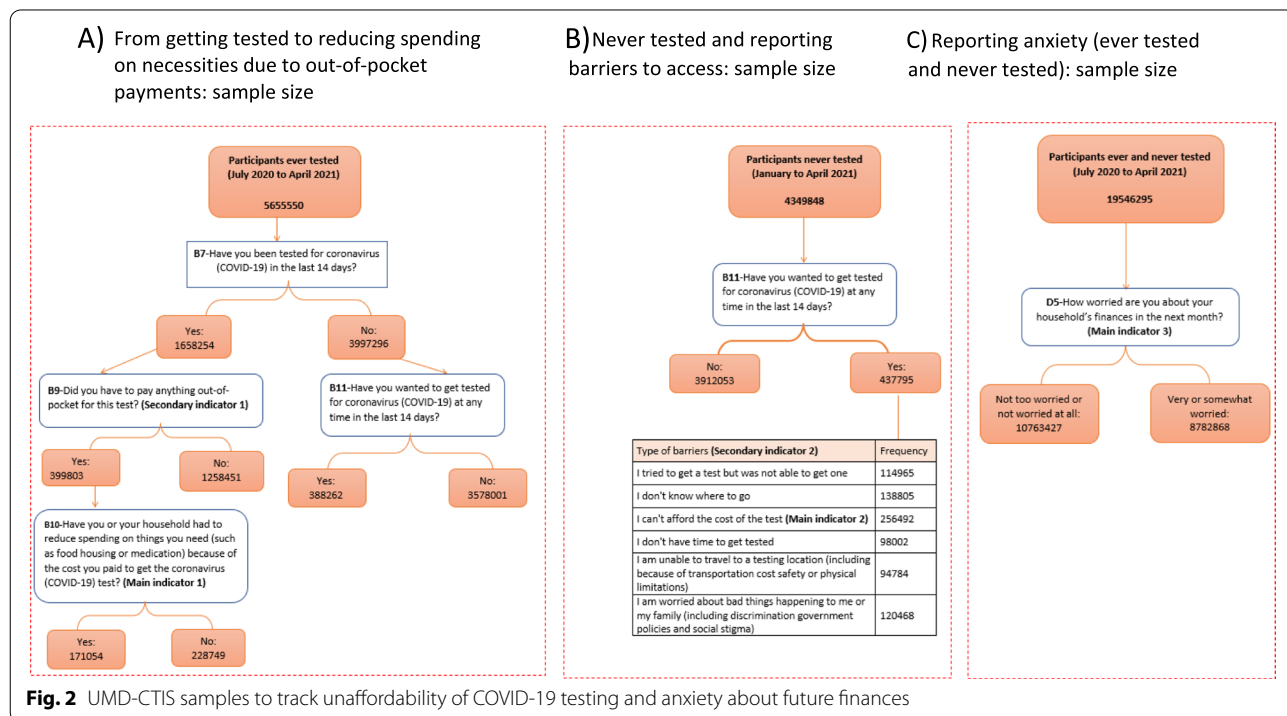 A) From getting tested to reducing spending
on necessities due to out-of-pocket
payments: sample size
B) Never tested and reporting
barriers to access: sample size
C) Reporting anxiety (ever tested
and never tested): sample size
Participants ever tested
(July 2020 to April 2021)
5655550
B7-Have you been tested for coronavirus
(COVID-19) in the last 14 days?
Yes:
1658254
No:
3997296
B9-Did you have to pay anything out-of-
pocket for this test? (Secondary indicator 1)
B11-Have you wanted to get tested
for coronavirus (COVID-19) at any
time in the last 14 days?
Yes:
399803
No:
1258451
Yes:
388262
No:
3578001
B10-Have you or your household had to
reduce spending on things you need (such
as food housing or medication) because of
the cost you paid to get the coronavirus
(COVID-19) test? (Main indicator 1)
Yes:
171054
No:
228749
Participants never tested
(January to April 2021)
4349848
B11-Have you wanted to get tested
for coronavirus (COVID-19) at any
time in the last 14 days?
No:
3912053
Yes:
437795
Type of barriers (Secondary indicator 2) Frequency
I tried to get a test but was not able to get one 114965
I don't know where to go 138805
I can't afford the cost of the test (Main indicator 2) 256492
I don't have time to get tested 98002
I am unable to travel to a testing location (including
because of transportation cost safety or physical 94784
limitations)
I am worried about bad things happening to me or
my family (including discrimination government 120468
policies and social stigma)
Participants ever and never tested
(July 2020 to April 2021)
19546295
D5-How worried are you about your
household's finances in the next month?
(Main indicator 3)
Not too worried or
not worried at all:
10763427
Very or somewhat
worried:
8782868
Fig. 2 UMD-CTIS samples to track unaffordability of COVID-19 testing and anxiety about future finances